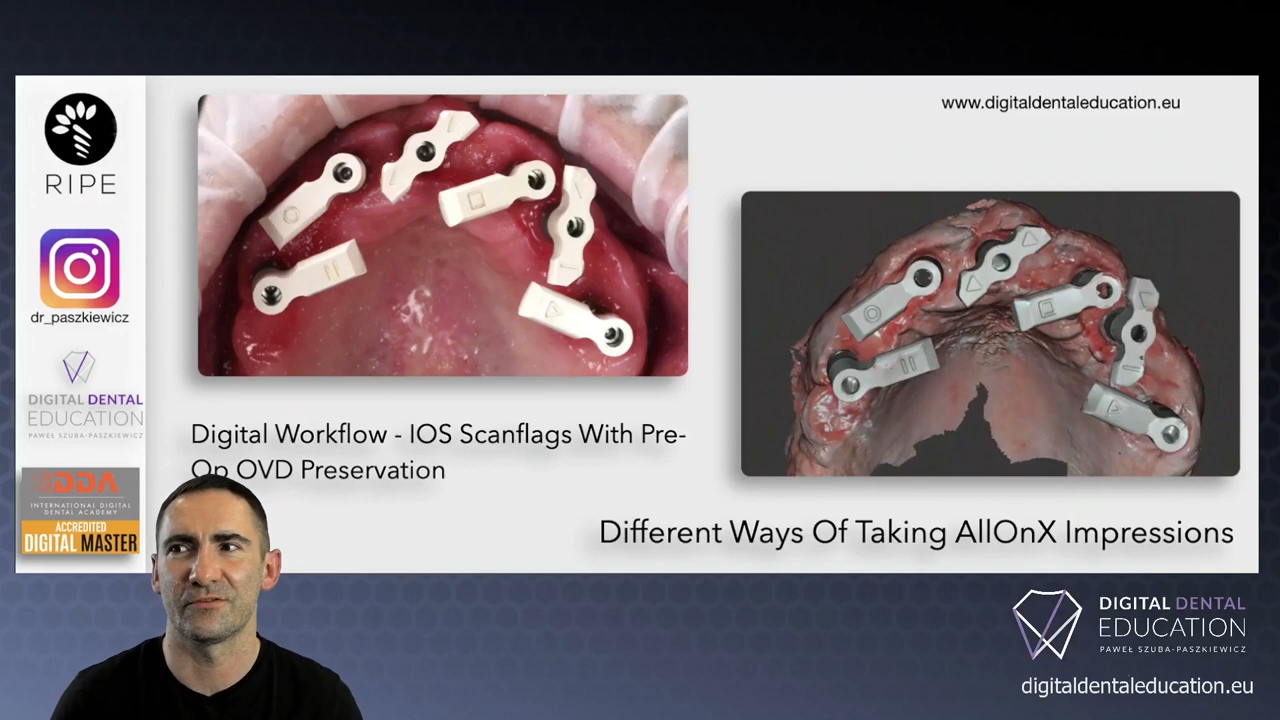 www.digitaldentaleducation.eu
RIPE
dr_paszkiewicz
DIGITAL DENTAL
EDUCATION
PAWEŁ SZUBA-PASZKIEWICZ
IDDA
INTERNATIONAL DIGITAL
DENTAL ACADEMY
ACCREDITED
DIGITAL MASTER
Digital Workflow - IOS Scanflags With Pre-
Op OVD Preservation
Different Ways Of Taking AllOnX Impressions
DIGITAL DENTAL
EDUCATION
PAWEŁ SZUBA-PASZKIEWICZ
digitaldentaleducation.eu